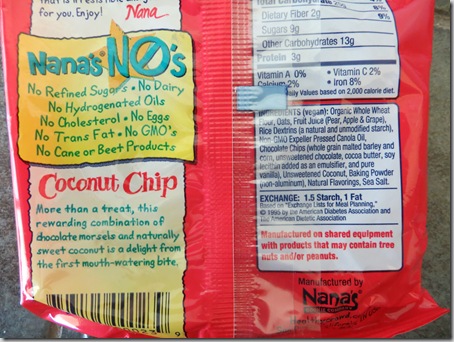 that is irresistible
for you. Enjoy! Nana
Nana's NO's
No Refined Sugars • No Dairy
No Hydrogenated Oils
No Cholesterol • No Eggs
No Trans Fat • No GMO's
No Cane or Beet Products
Coconut Chip
More than a treat, this
rewarding combination of
chocolate morsels and naturally
sweet coconut is a delight from
the first mouth-watering bite.
Total Carbohydrate
Dietary Fiber 2g
Sugars 9g
Other Carbohydrates 13g
Protein 3g
Vitamin A 0% • Vitamin C 2%
Calcium 2% • Iron 8%
Daily Values based on 2,000 calorie diet.
INGREDIENTS (vegan): Organic Whole Wheat
Flour, Oats, Fruit Juice (Pear, Apple & Grape),
Rice Dextrins (a natural and unmodified starch),
Non-GMO Expeller Pressed Canola Oil,
Chocolate Chips (whole grain malted barley and
corn, unsweetened chocolate, cocoa butter, soy
lecithin added as an emulsifier, and pure
vanilla), Unsweetened Coconut, Baking Powder
(non-aluminum), Natural Flavorings, Sea Salt.
EXCHANGE: 1.5 Starch, 1 Fat
Based on "Exchange Lists for Meal Planning,"
© 1995 by the American Diabetes Association and
the American Dietetic Association
Manufactured on shared equipment
with products that may contain tree
nuts and/or peanuts.
Manufactured by
Nana's